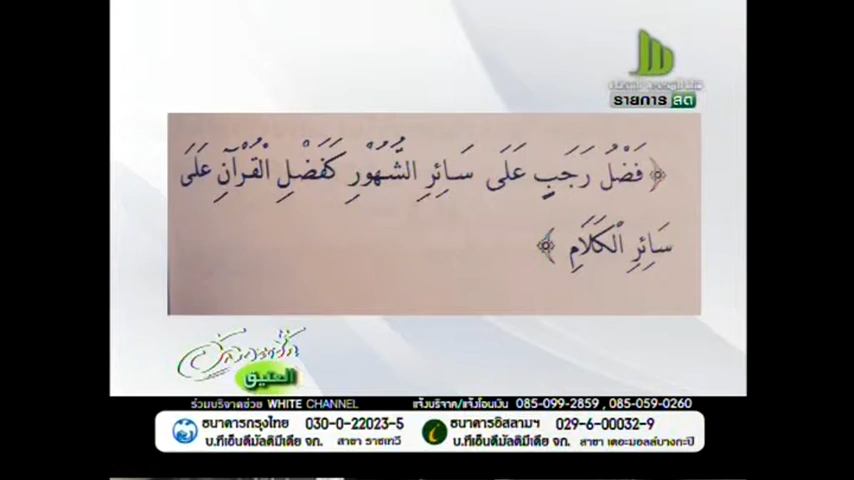 รายการ สด
﴿ فَضْلُ رَجَبٍ عَلَى سَائِرِ الشُّهُوْرِ كَفَضْلِ الْقُرْآنِ عَلَى
سَائِرِ الْكَلَامِ ﴾
العتيق
ร่วมบริจาคช่วย WHITE CHANNEL แจ้งบริจาค/แจ้งโอนเงิน 085-099-2859 , 085-059-0260
ธนาคารกรุงไทย 030-0-22023-5
บ.ทีเอ็นดีมัลติมีเดีย จก. สาขา ราชเทวี
ธนาคารอิสลามฯ 029-6-00032-9
บ.ทีเอ็นดีมัลติมีเดีย จก. สาขา เดอะมอลล์บางกะปิ